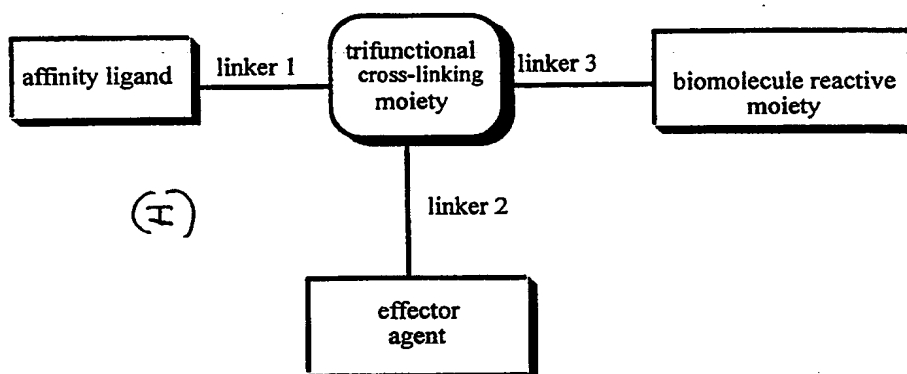 affinity ligand
linker 1
trifunctional
cross-linking
moiety
linker 3
biomolecule reactive
moiety
(I)
linker 2
effector
agent